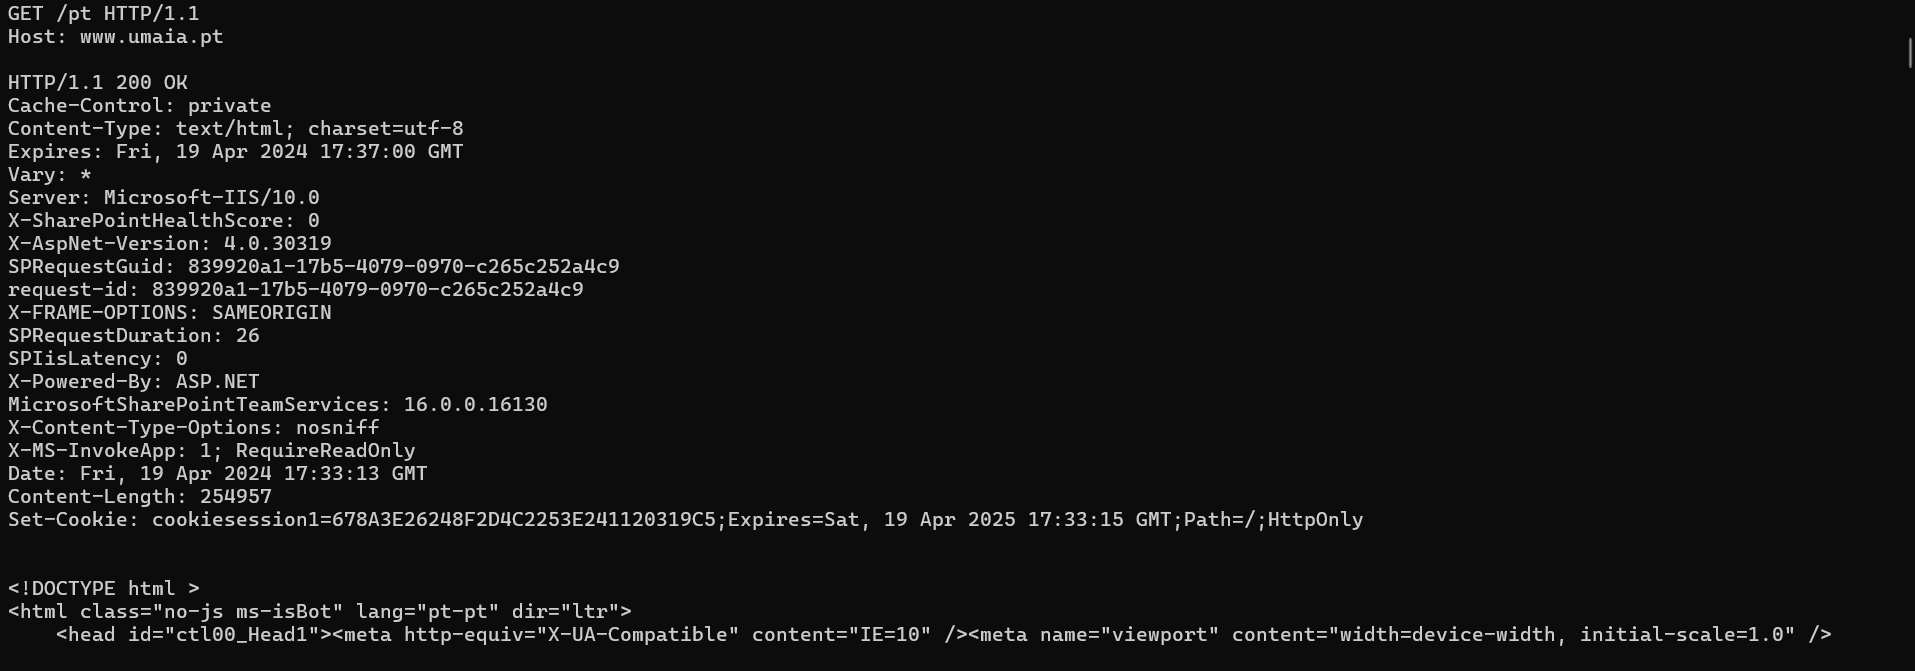 GET /pt HTTP/1.1
Host: www.umaia.pt
HTTP/1.1 200 OK
Cache-Control: private
Content-Type: text/html; charset=utf-8
Expires: Fri, 19 Apr 2024 17:37:00 GMT
Vary: *
Server: Microsoft-IIS/10.0
X-SharePointHealthScore: 0
X-AspNet-Version: 4.0.30319
SPRequestGuid: 839920a1-17b5-4079-0970-c265c252a4c9
request-id: 839920a1-17b5-4079-0970-c265c252a4c9
X-FRAME-OPTIONS: SAMEORIGIN
SPRequestDuration: 26
SPIisLatency: 0
X-Powered-By: ASP.NET
MicrosoftSharePointTeamServices: 16.0.0.16130
X-Content-Type-Options: nosniff
X-MS-InvokeApp: 1; RequireReadOnly
Date: Fri, 19 Apr 2024 17:33:13 GMT
Content-Length: 254957
Set-Cookie: cookiesession1=678A3E26248F2D4C2253E241120319C5;Expires=Sat, 19 Apr 2025 17:33:15 GMT;Path=/;HttpOnly
<!DOCTYPE html >
<html class="no-js ms-isBot" lang="pt-pt" dir="ltr">
    <head id="ctl00_Head1"><meta http-equiv="X-UA-Compatible" content="IE=10" /><meta name="viewport" content="width=device-width, initial-scale=1.0" />